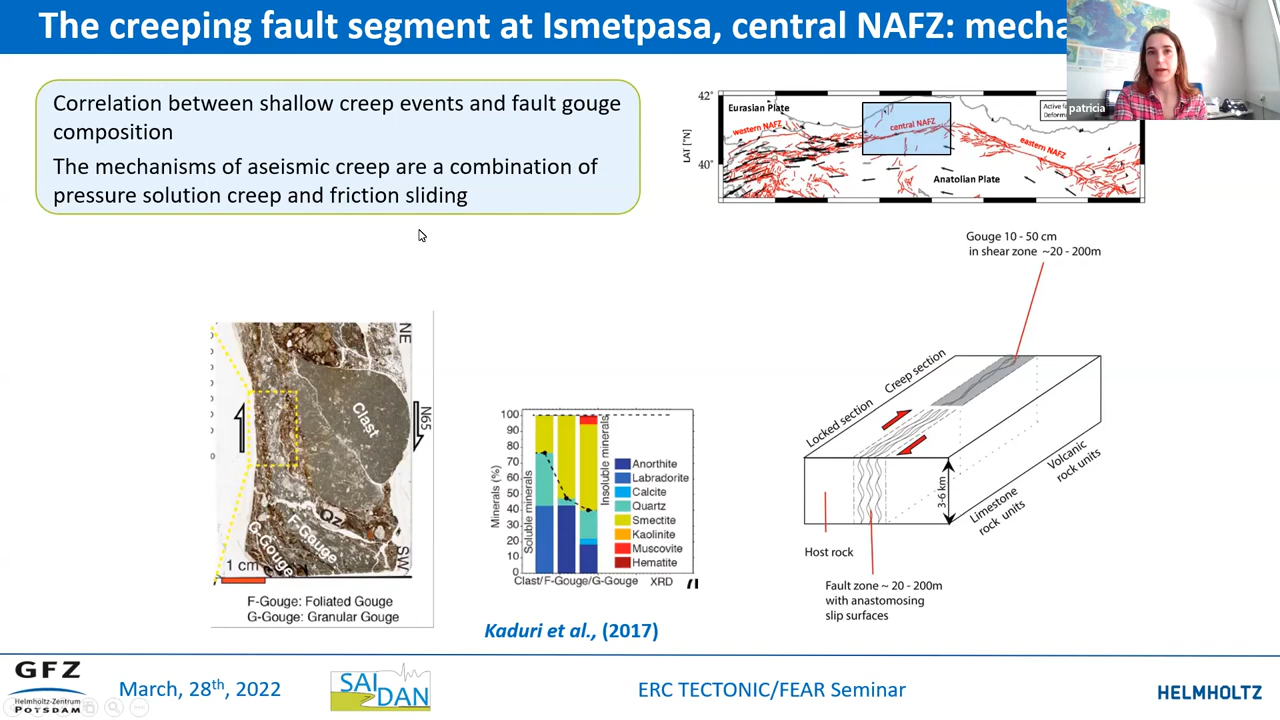 The creeping fault segment at Ismetpasa, central NAFZ: mecha
patricia
Correlation between shallow creep events and fault gouge
composition
The mechanisms of aseismic creep are a combination of
pressure solution creep and friction sliding
42°
40°
LAT [°N]
Eurasian Plate
western NAFZ
central NAFZ
eastern NAFZ
Anatolian Plate
Active f
Deform
Gouge 10 - 50 cm
in shear zone ~20 - 200m
Creep section
Locked section
3-6 km
Volcanic
rock units
Limestone
rock units
Host rock
Fault zone ~ 20 - 200m
with anastomosing
slip surfaces
NE
N65
Clast
Qz
F-Gouge
G-Gouge
SW
1 cm
F-Gouge: Foliated Gouge
G-Gouge: Granular Gouge
Minerals (%)
100
90
80
70
60
50
40
30
20
10
0
Soluble minerals
Insoluble minerals
Anorthite
Labradorite
Calcite
Quartz
Smectite
Kaolinite
Muscovite
Hematite
Clast/F-Gouge/G-Gouge XRD
Kaduri et al., (2017)
GFZ
Helmholtz-Zentrum
POTSDAM
March, 28th, 2022
SAIDAN
ERC TECTONIC/FEAR Seminar
HELMHOLTZ